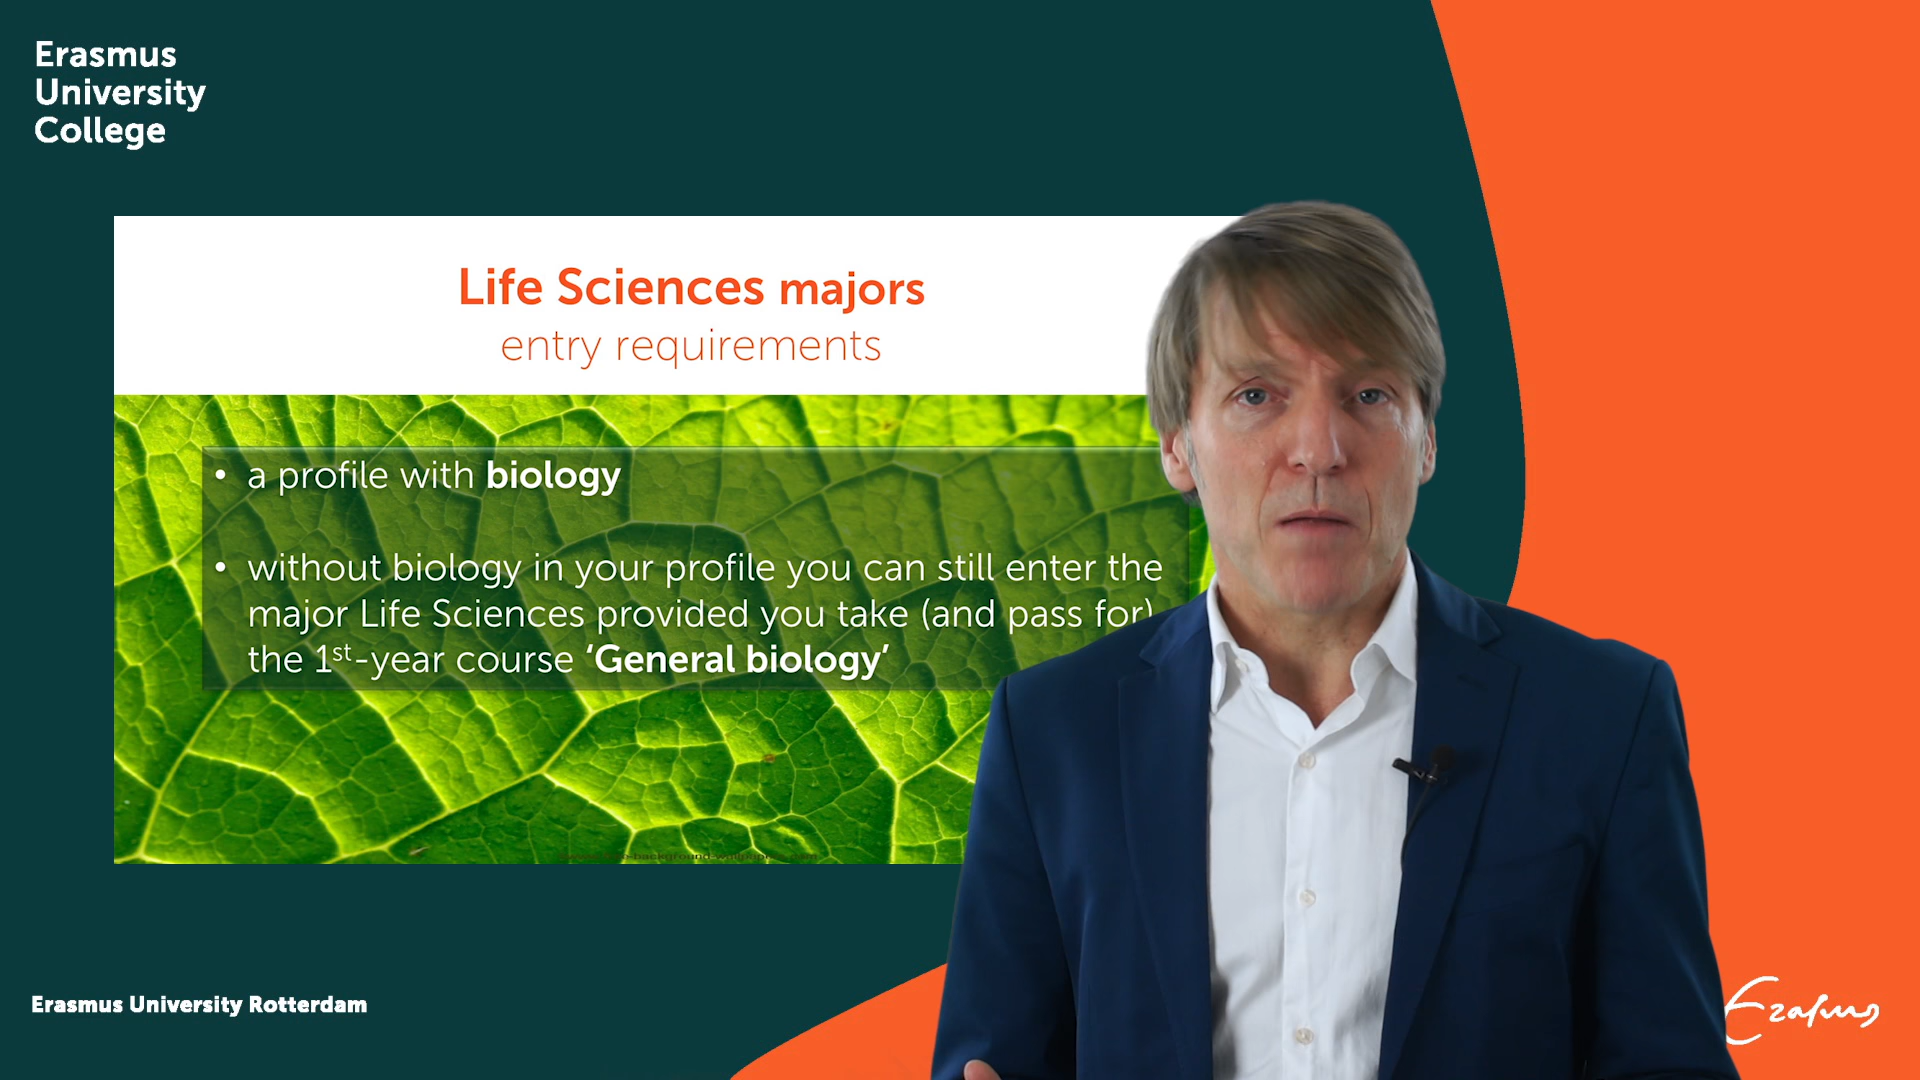 Erasmus
University
College
Life Sciences majors
entry requirements
• a profile with biology
• without biology in your profile you can still enter the
major Life Sciences provided you take (and pass for)
the 1st-year course ‘General biology’
Erasmus University Rotterdam
Erasmus